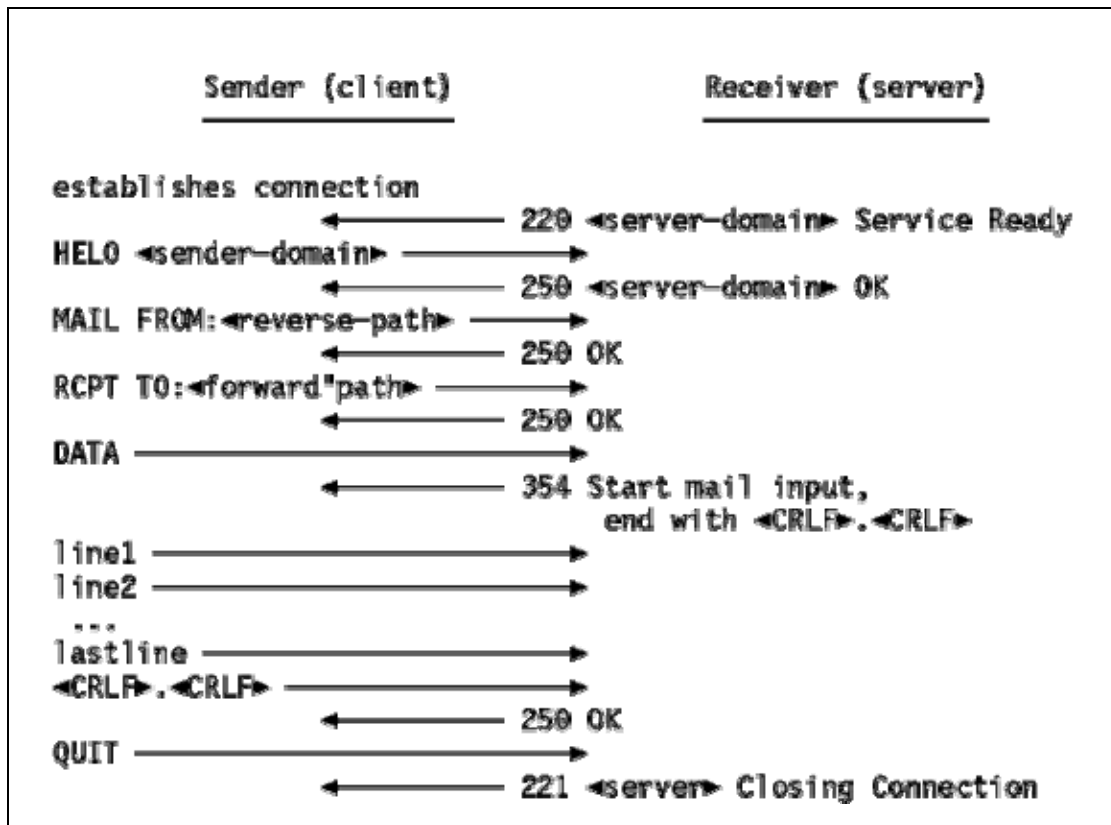 Sender (client) Receiver (server)
establishes connection
220 <server-domain> Service Ready
HELO <sender-domain>
250 <server-domain> OK
MAIL FROM:<reverse-path>
250 OK
RCPT TO:<forward"path>
250 OK
DATA
354 Start mail input,
end with <CRLF>.<CRLF>
line1
line2
...
lastline
<CRLF>.<CRLF>
250 OK
QUIT
221 <server> Closing Connection